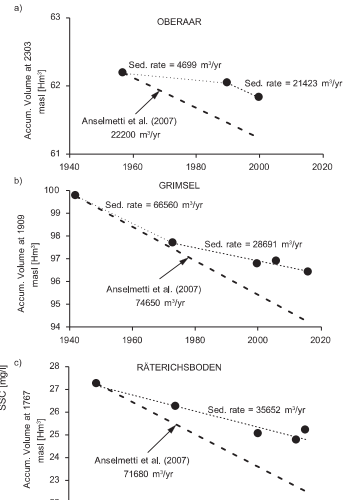 a)
OBERAAR
63
62
61
Accum. Volume at 2303
masl [Hm³]
Sed. rate = 4699 m³/yr
Sed. rate = 21423 m³/yr
Anselmetti et al. (2007)
22200 m³/yr
1940 1960 1980 2000 2020
b)
GRIMSEL
100
99
98
97
96
95
94
Accum. Volume at 1909
masl [Hm³]
Sed. rate = 66560 m³/yr
Sed. rate = 28691 m³/yr
Anselmetti et al. (2007)
74650 m³/yr
1940 1960 1980 2000 2020
c)
RÄTERICHSBODEN
SSC [mg/l]
28
27
26
25
24
23
Accum. Volume at 1767
masl [Hm³]
Sed. rate = 35652 m³/yr
Anselmetti et al. (2007)
71680 m³/yr